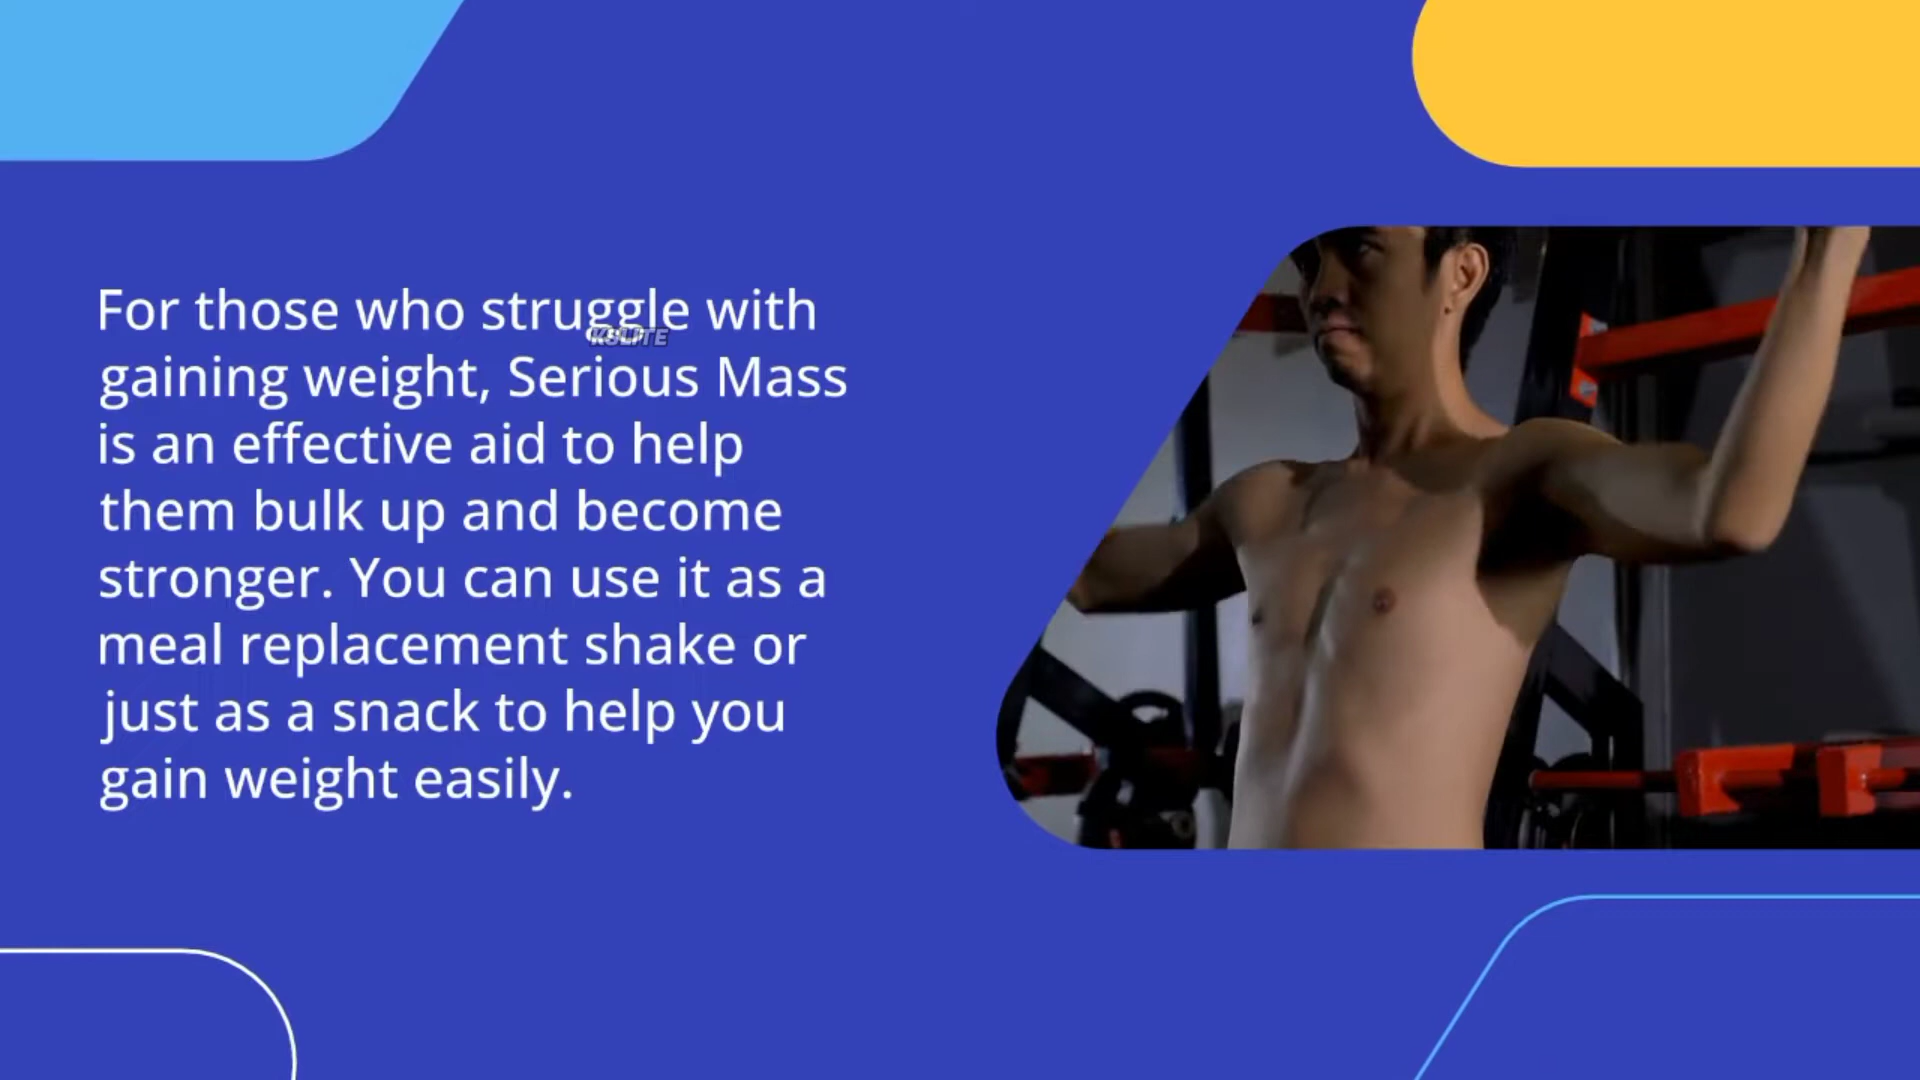 For those who struggle with
gaining weight, Serious Mass
is an effective aid to help
them bulk up and become
stronger. You can use it as a
meal replacement shake or
just as a snack to help you
gain weight easily.